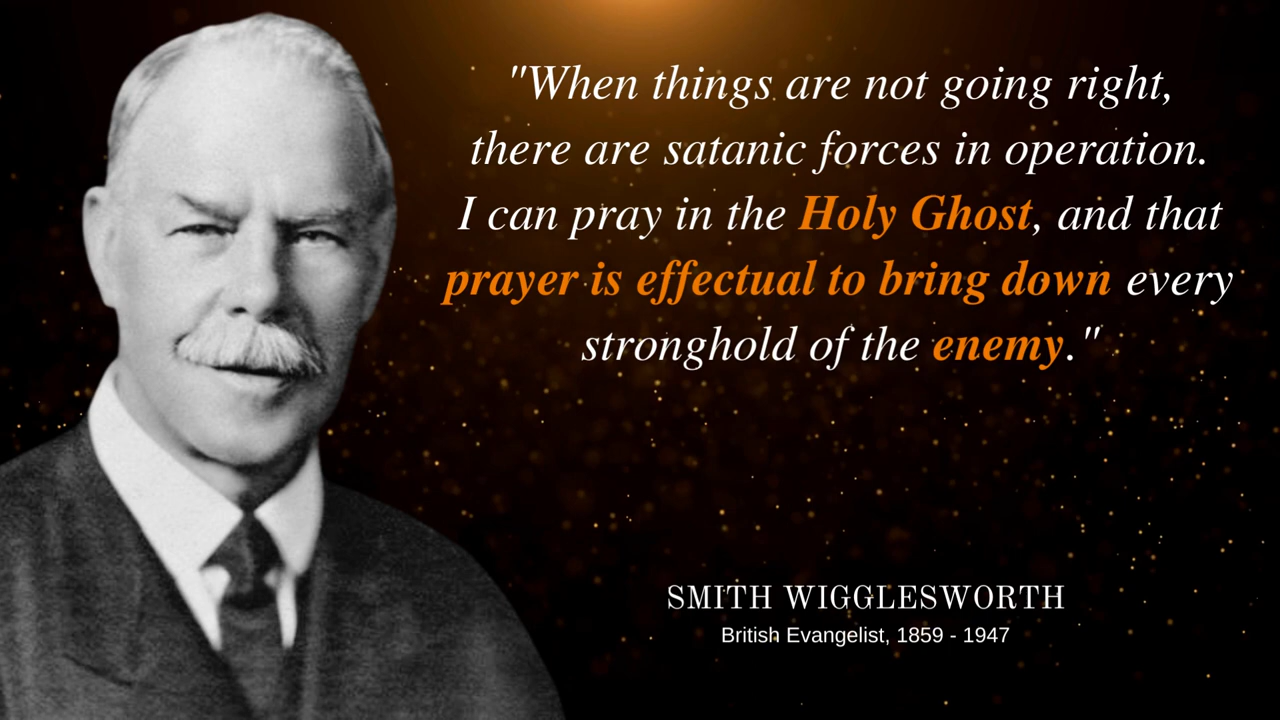 "When things are not going right,
there are satanic forces in operation.
I can pray in the Holy Ghost, and that
prayer is effectual to bring down every
stronghold of the enemy."
SMITH WIGGLESWORTH
British Evangelist, 1859 - 1947